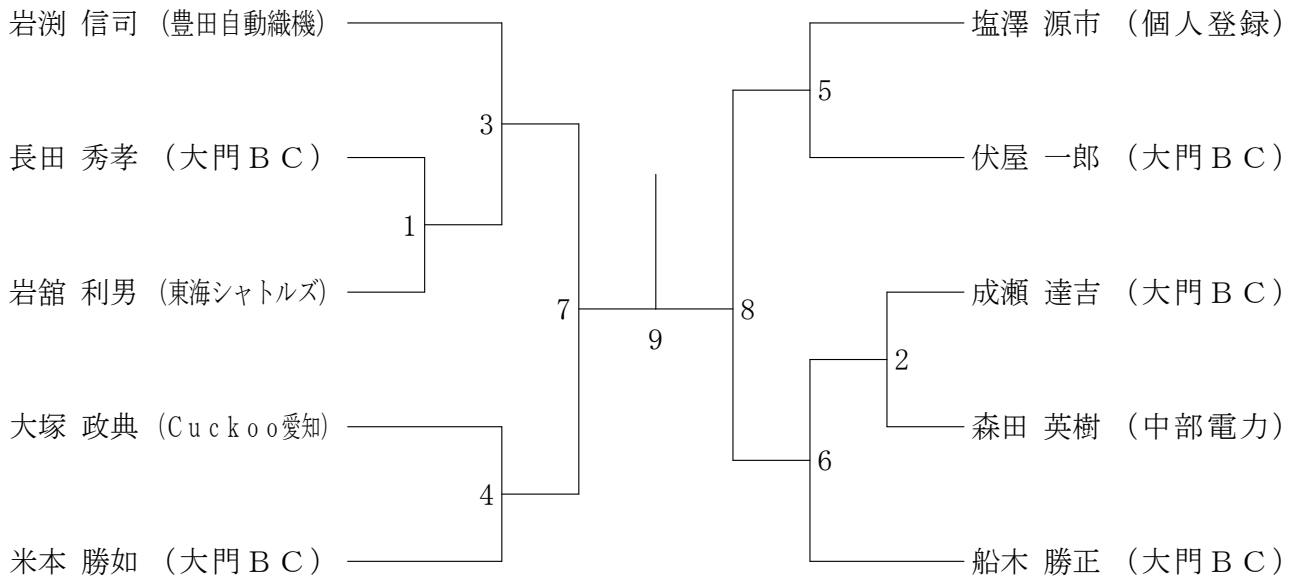 岩渕 信司 (豊田自動織機)
長田 秀孝 (大門ＢＣ)
岩舘 利男 (東海シャトルズ)
大塚 政典 (Ｃｕｃｋｏｏ愛知)
米本 勝如 (大門ＢＣ)
3
1
7
4
9
塩澤 源市 (個人登録)
伏屋 一郎 (大門ＢＣ)
成瀬 達吉 (大門ＢＣ)
森田 英樹 (中部電力)
船木 勝正 (大門ＢＣ)
5
8
2
6